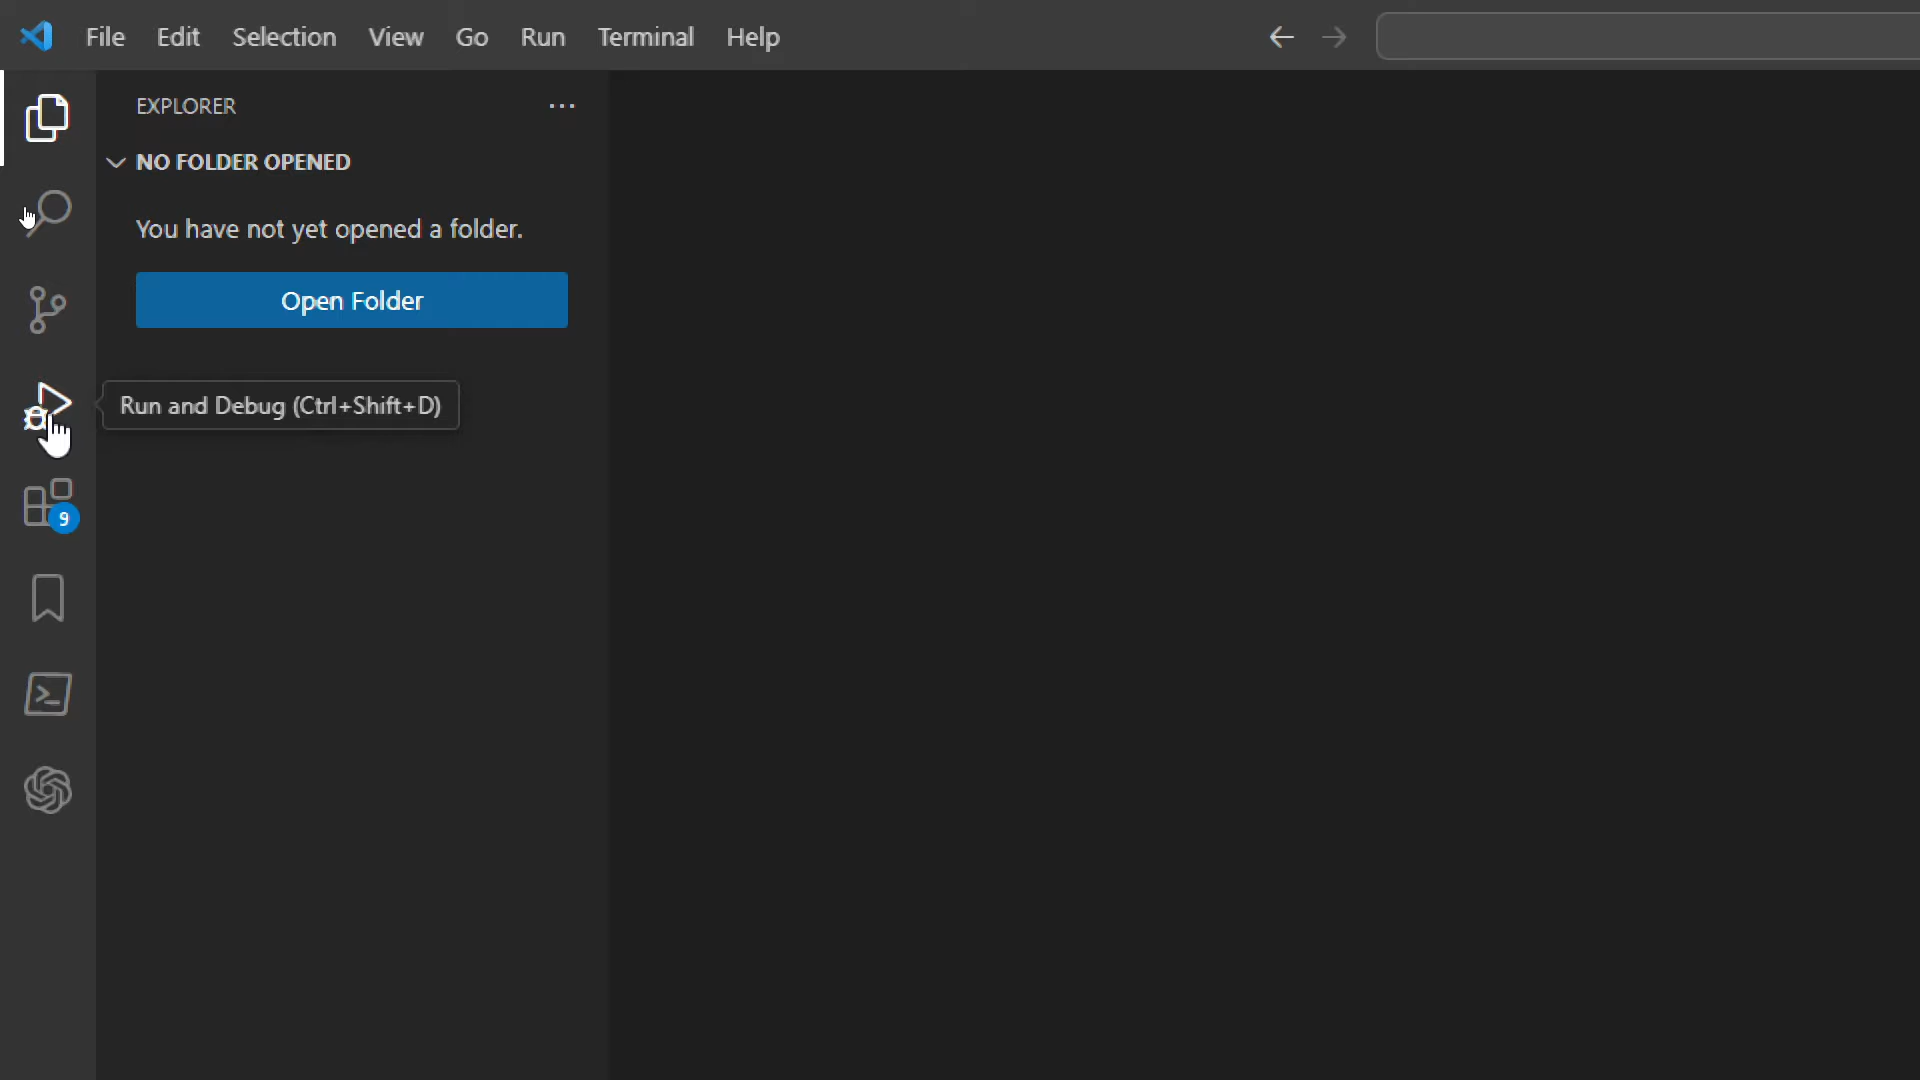 File Edit Selection View Go Run Terminal Help
EXPLORER
NO FOLDER OPENED
You have not yet opened a folder.
Open Folder
Run and Debug (Ctrl+Shift+D)
9